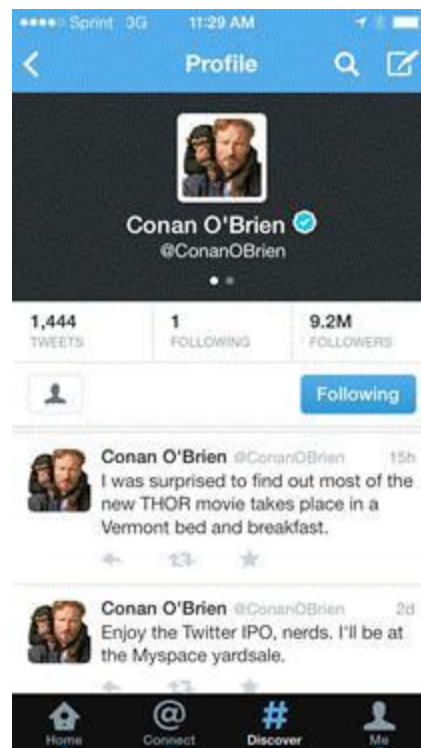 Sprint 3G 11:29 AM
Profile
Conan O'Brien
@ConanOBrien
1,444 1 9.2M
TWEETS FOLLOWING FOLLOWERS
Following
Conan O'Brien @ConanOBrien 15h
I was surprised to find out most of the
new THOR movie takes place in a
Vermont bed and breakfast.
Conan O'Brien @ConanOBrien 2d
Enjoy the Twitter IPO, nerds. I'll be at
the Myspace yardsale.
Home Connect Discover Me